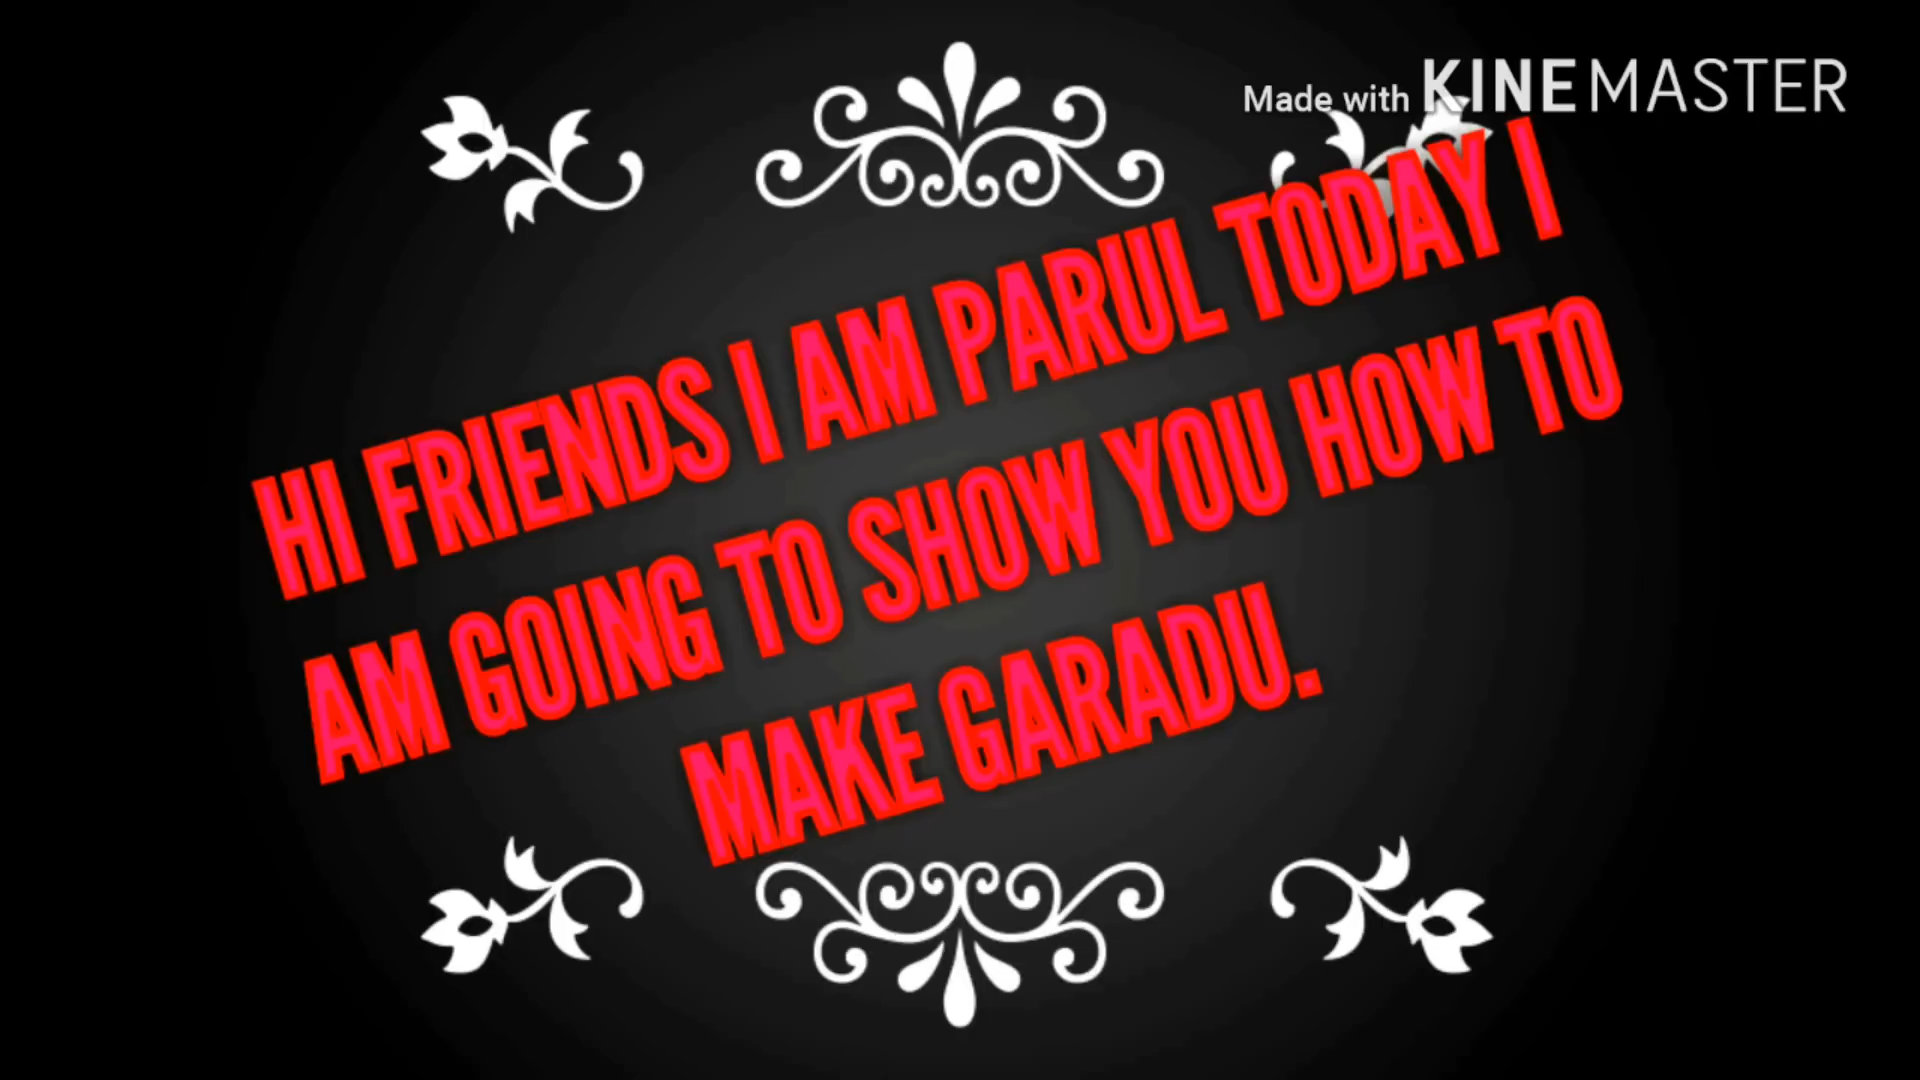 Made with KINEMASTER
HI FRIENDS I AM PARUL TODAY I
AM GOING TO SHOW YOU HOW TO
MAKE GARADU.